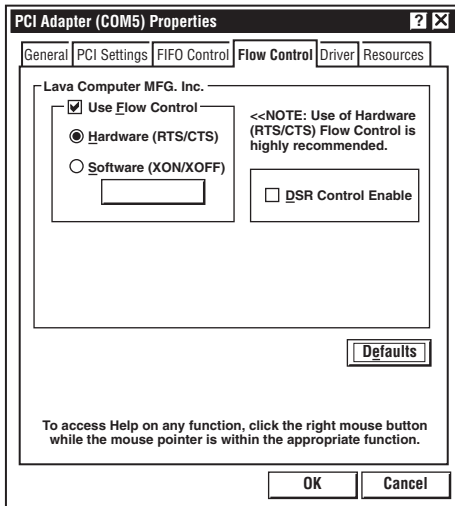 PCI Adapter (COM5) Properties
General PCI Settings FIFO Control Flow Control Driver Resources
Lava Computer MFG. Inc.
Use Flow Control
Hardware (RTS/CTS)
Software (XON/XOFF)
<<NOTE: Use of Hardware
(RTS/CTS) Flow Control is
highly recommended.
DSR Control Enable
Defaults
To access Help on any function, click the right mouse button
while the mouse pointer is within the appropriate function.
OK Cancel